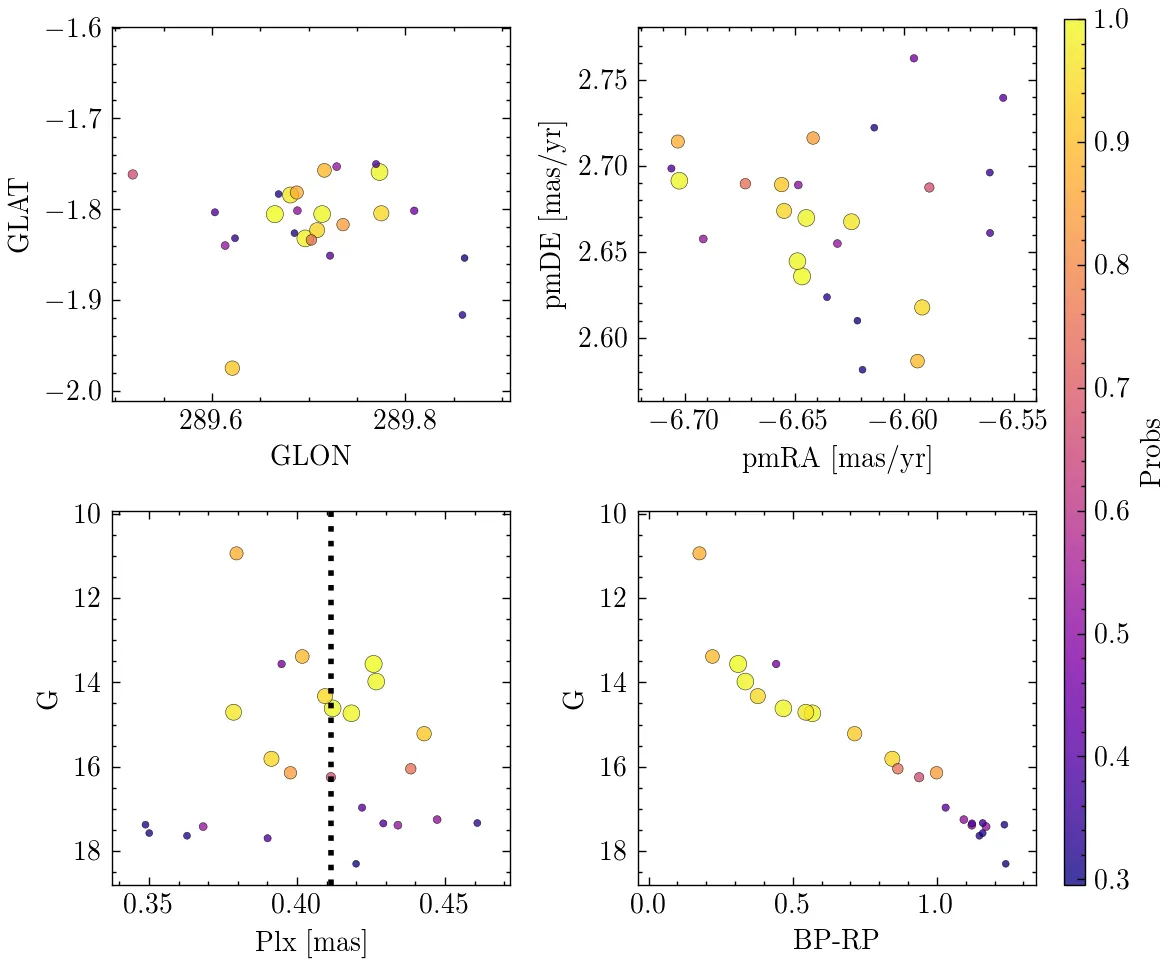 −1.6
−1.7
−1.8
−1.9
−2.0
GLAT
289.6 289.8
GLON
2.75
2.70
2.65
2.60
pmDE [mas/yr]
−6.70 −6.65 −6.60 −6.55
pmRA [mas/yr]
10
12
14
16
18
G
0.35 0.40 0.45
Plx [mas]
10
12
14
16
18
G
0.0 0.5 1.0
BP-RP
1.0
0.9
0.8
0.7
0.6
0.5
0.4
0.3
Probs